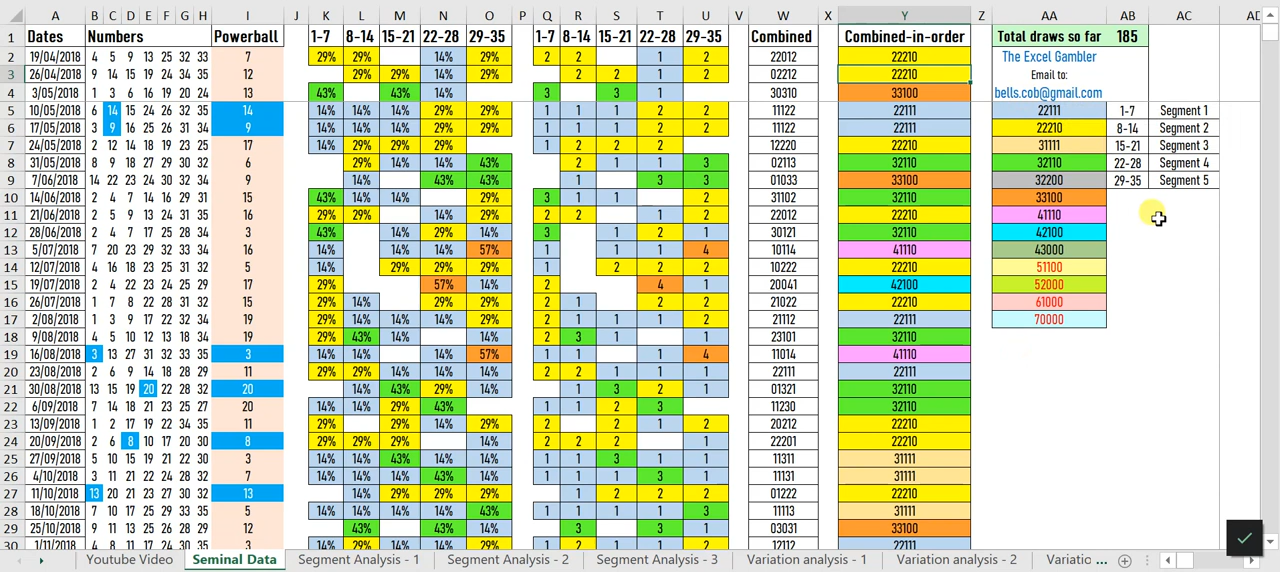 A B C D E F G H I J K L M N O P Q R S T U V W X Y Z AA AB AC AD
1 Dates Numbers Powerball 1-7 8-14 15-21 22-28 29-35 1-7 8-14 15-21 22-28 29-35 Combined Combined-in-order Total draws so far 185
2 19/04/2018 4 5 9 13 25 32 33 7 29% 29% 14% 29% 2 2 1 2 22012 22210 The Excel Gambler
3 26/04/2018 9 14 15 19 24 30 35 12 29% 29% 14% 29% 2 2 1 2 02212 22210 Email to:
4 3/05/2018 1 3 6 16 19 20 24 13 43% 43% 14% 3 3 1 30310 33100 bells.cob@gmail.com
5 10/05/2018 6 14 15 24 26 31 33 14 14% 14% 14% 29% 29% 1 1 1 2 2 11122 22111 22111 1-7 Segment 1
6 17/05/2018 3 9 16 25 26 31 34 9 14% 14% 14% 29% 29% 1 1 1 2 2 11122 22111 22210 8-14 Segment 2
7 24/05/2018 2 12 14 18 19 23 25 17 14% 29% 29% 29% 1 2 2 2 12220 22210 31111 15-21 Segment 3
8 31/05/2018 8 9 18 27 29 30 32 6 29% 14% 14% 43% 2 1 1 3 02113 32110 32110 22-28 Segment 4
9 7/06/2018 14 22 23 24 30 32 34 9 14% 43% 43% 1 3 3 01033 33100 32200 29-35 Segment 5
10 14/06/2018 2 4 7 14 16 29 31 15 43% 14% 14% 29% 3 1 1 2 31102 32110 33100
11 21/06/2018 2 5 9 13 24 31 34 16 29% 29% 14% 29% 2 2 1 2 22012 22210 41110
12 28/06/2018 2 4 7 17 25 28 35 3 43% 14% 29% 14% 3 1 2 1 30121 32110 42100
13 5/07/2018 7 20 23 29 32 33 34 16 14% 14% 14% 57% 1 1 1 4 10114 41110 43000
14 12/07/2018 4 16 18 23 25 31 32 5 14% 29% 29% 29% 1 2 2 2 10222 22210 51100
15 19/07/2018 2 4 22 23 24 25 29 17 29% 57% 14% 2 4 1 20041 42100 52000
16 26/07/2018 1 7 8 22 28 31 32 15 29% 14% 29% 29% 2 1 2 2 21022 22210 61000
17 2/08/2018 1 3 9 17 22 33 34 19 29% 14% 14% 14% 29% 2 1 1 1 2 21112 22111 70000
18 9/08/2018 4 5 10 12 13 18 34 19 29% 43% 14% 14% 2 3 1 1 23101 32110
19 16/08/2018 3 13 27 31 32 33 35 3 14% 14% 14% 57% 1 1 1 4 11014 41110
20 23/08/2018 2 6 9 14 16 28 31 11 29% 29% 14% 14% 14% 2 2 1 1 1 22111 22111
21 30/08/2018 13 15 19 20 22 28 32 20 14% 43% 29% 14% 1 3 2 1 01321 32110
22 6/09/2018 7 14 18 21 23 25 27 20 14% 14% 29% 43% 1 1 2 3 11230 32110
23 13/09/2018 1 2 17 19 22 34 35 11 29% 29% 14% 29% 2 2 1 2 20212 22210
24 20/09/2018 2 6 8 10 17 20 30 8 29% 29% 29% 14% 2 2 2 1 22201 22210
25 27/09/2018 5 10 15 19 21 22 30 3 14% 14% 43% 14% 14% 1 1 3 1 1 11311 31111
26 4/10/2018 3 11 21 22 23 28 34 7 14% 14% 14% 43% 14% 1 1 1 3 1 11131 31111
27 11/10/2018 13 20 21 23 27 30 32 13 14% 29% 29% 29% 1 2 2 2 01222 22210
28 18/10/2018 7 10 17 25 29 33 35 5 14% 14% 14% 14% 43% 1 1 1 1 3 11113 31111
29 25/10/2018 9 11 13 25 26 28 29 12 43% 43% 14% 3 3 1 03031 33100
30 1/11/2018 4 8 11 17 26 2 12112 22111
Youtube Video Seminal Data Segment Analysis - 1 Segment Analysis - 2 Segment Analysis - 3 Variation analysis - 1 Variation analysis - 2 Variatio ...